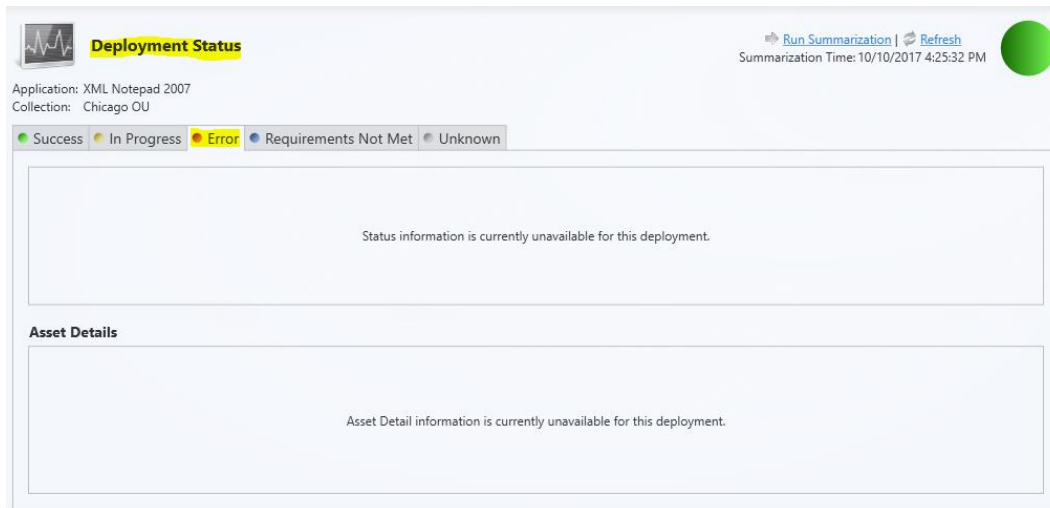 Deployment Status
Run Summarization | Refresh
Summarization Time: 10/10/2017 4:25:32 PM
Application: XML Notepad 2007
Collection: Chicago OU
Success In Progress Error Requirements Not Met Unknown
Status information is currently unavailable for this deployment.
Asset Details
Asset Detail information is currently unavailable for this deployment.